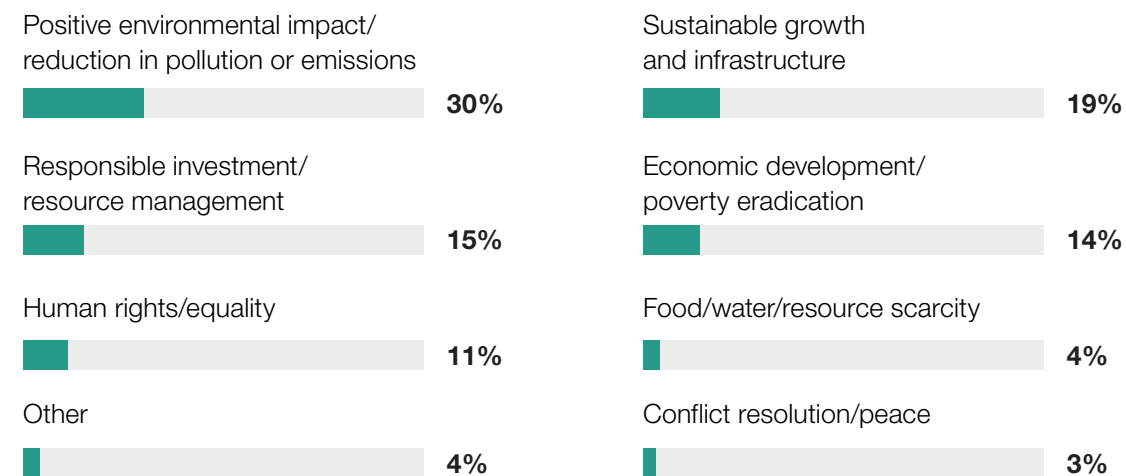 Positive environmental impact/
reduction in pollution or emissions
30%
Sustainable growth
and infrastructure
19%
Responsible investment/
resource management
15%
Economic development/
poverty eradication
14%
Human rights/equality
11%
Food/water/resource scarcity
4%
Other
4%
Conflict resolution/peace
3%